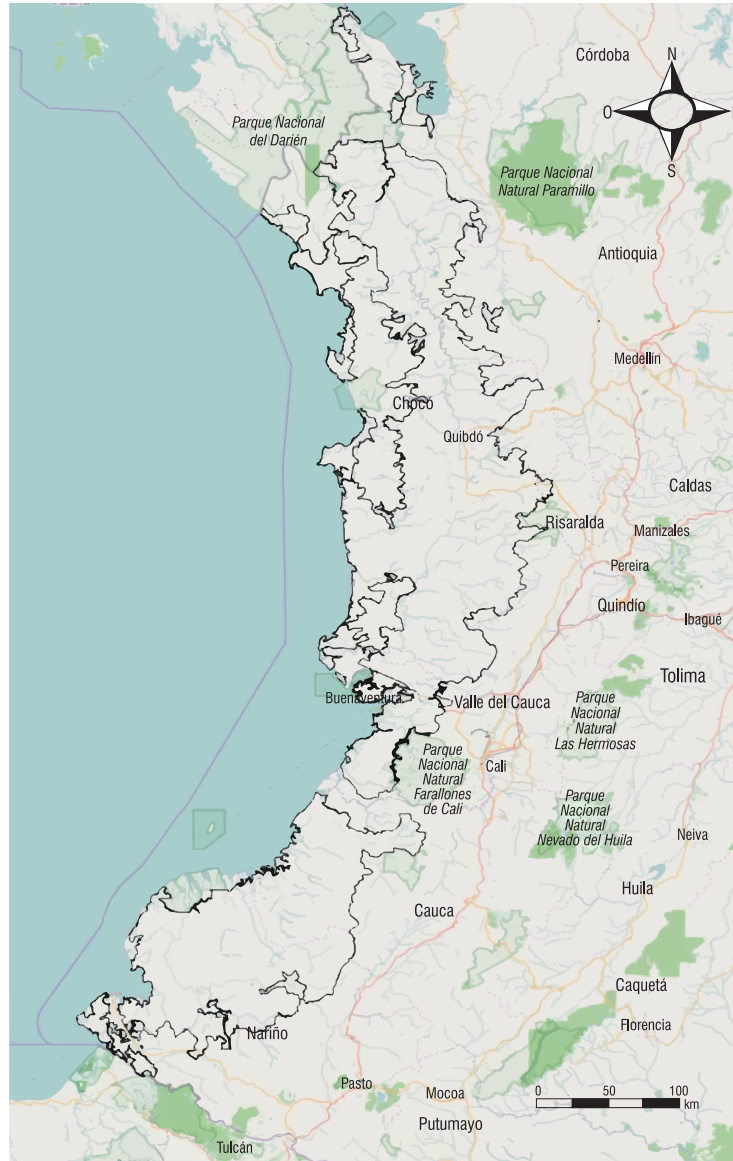 Córdoba
N
O
S
Parque Nacional
del Darién
Parque Nacional
Natural Paramillo
Antioquia
Medellín
Chocó
Quibdó
Caldas
Risaralda
Manizales
Pereira
Quindío
Ibagué
Tolima
Buenaventura
Valle del Cauca
Parque
Nacional
Natural
Las Hermosas
Parque
Nacional
Natural
Farallones
de Cali
Cali
Parque
Nacional
Natural
Nevado del Huila
Neiva
Huila
Cauca
Caquetá
Florencia
Nariño
Pasto
Mocoa
Putumayo
Tulcán
0 50 100
km